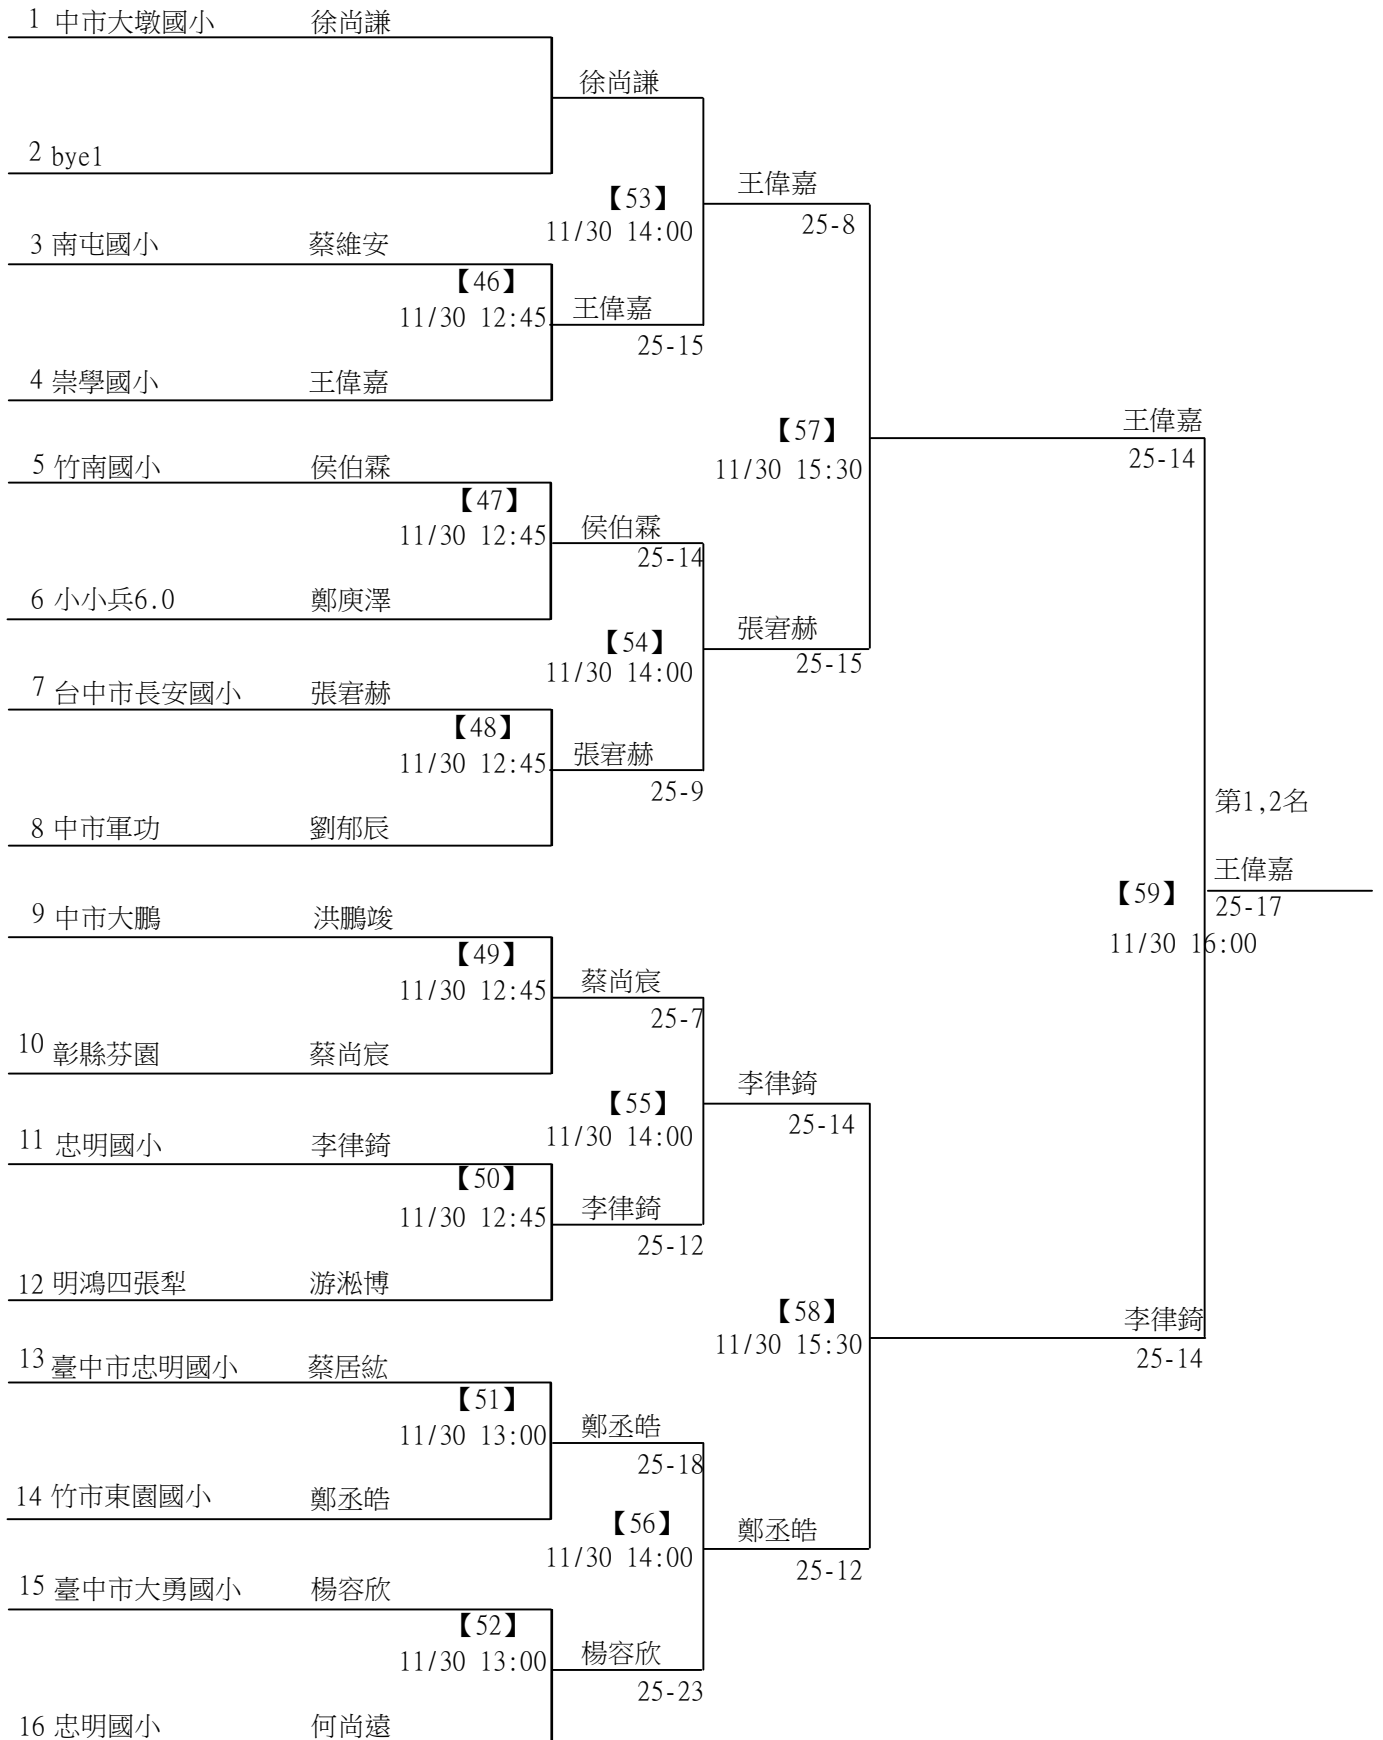 1 中市大墩國小 徐尚謙
徐尚謙
2 bye1
王偉嘉
【53】
25-8
11/30 14:00
3 南屯國小 蔡維安
【46】
王偉嘉
11/30 12:45
25-15
4 崇學國小 王偉嘉
王偉嘉
【57】
25-14
11/30 15:30
5 竹南國小 侯伯霖
【47】
侯伯霖
11/30 12:45
25-14
6 小小兵6.0 鄭庾澤
張宭赫
【54】
25-15
11/30 14:00
7 台中市長安國小 張宭赫
【48】
張宭赫
11/30 12:45
25-9
第1,2名
8 中市軍功 劉郁辰
王偉嘉
【59】
25-17
11/30 16:00
9 中市大鵬 洪鵬竣
【49】
蔡尚宸
11/30 12:45
25-7
10 彰縣芬園 蔡尚宸
李律錡
【55】
25-14
11/30 14:00
11 忠明國小 李律錡
【50】
李律錡
11/30 12:45
25-12
12 明鴻四張犁 游淞博
【58】
李律錡
11/30 15:30
25-14
13 臺中市忠明國小 蔡居紘
【51】
鄭丞皓
11/30 13:00
25-18
14 竹市東園國小 鄭丞皓
【56】
鄭丞皓
11/30 14:00
25-12
15 臺中市大勇國小 楊容欣
【52】
楊容欣
11/30 13:00
25-23
16 忠明國小 何尚遠